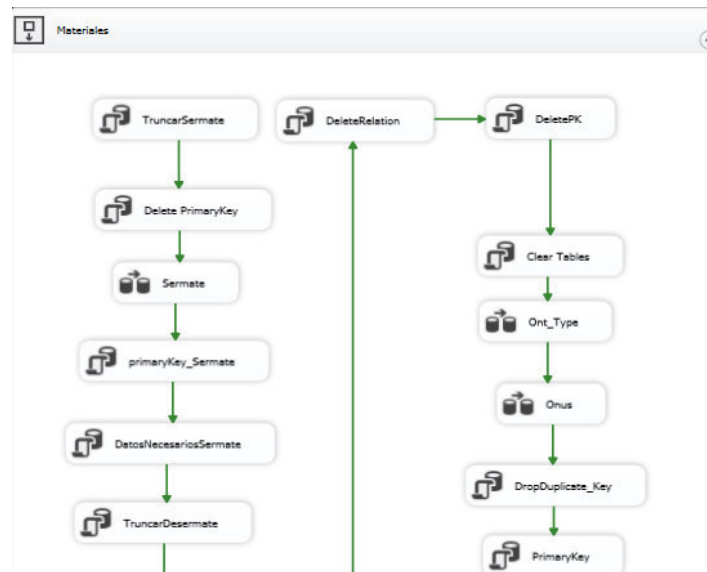 Materiales
TruncarSermate
Delete PrimaryKey
Sermate
primaryKey_Sermate
DatosNecesariosSermate
TruncarDesermate
DeleteRelation
DeletePK
Clear Tables
Ont_Type
Onus
DropDuplicate_Key
PrimaryKey